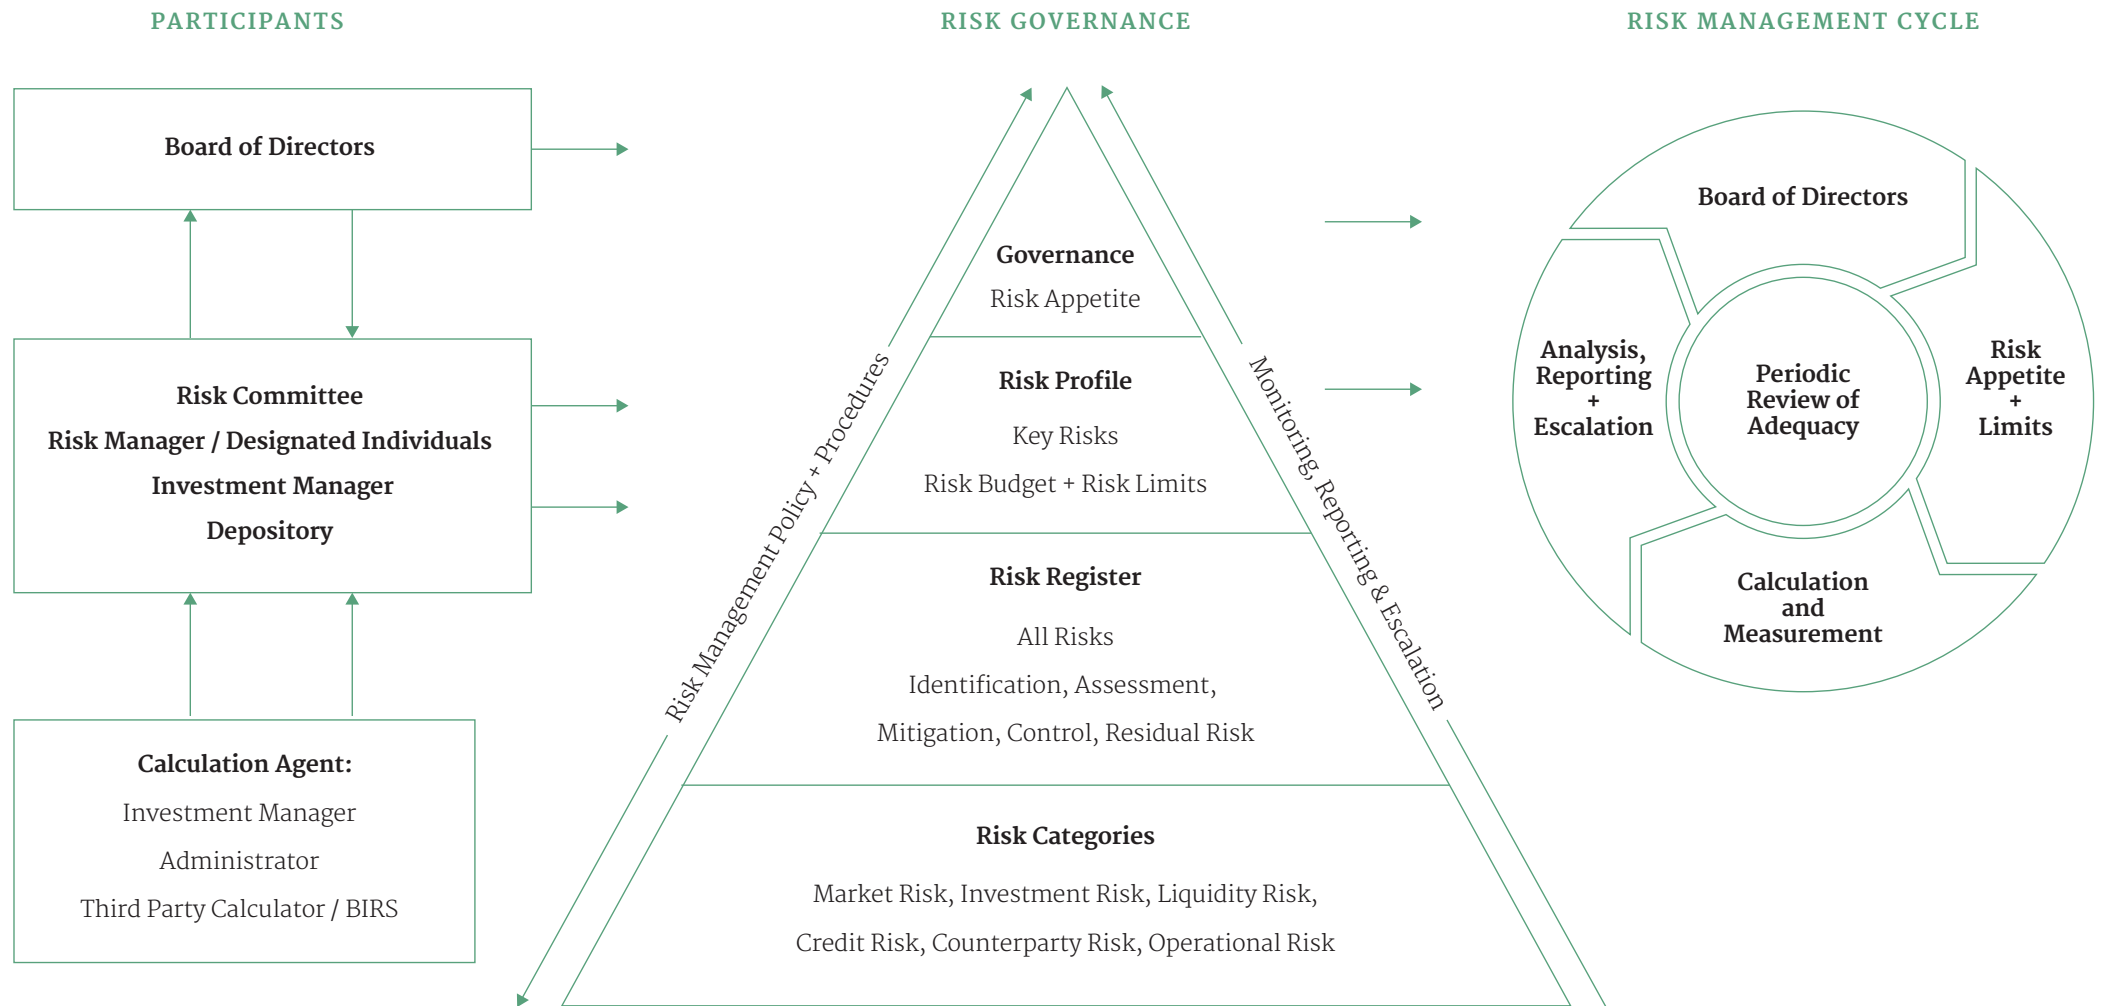 PARTICIPANTS
Board of Directors
Risk Committee
Risk Manager / Designated Individuals
Investment Manager
Depository
Calculation Agent:
Investment Manager
Administrator
Third Party Calculator / BIRS
RISK GOVERNANCE
Risk Management Policy + Procedures
Governance
Risk Appetite
Risk Profile
Key Risks
Risk Budget + Risk Limits
Risk Register
All Risks
Identification, Assessment,
Mitigation, Control, Residual Risk
Risk Categories
Market Risk, Investment Risk, Liquidity Risk,
Credit Risk, Counterparty Risk, Operational Risk
Monitoring, Reporting & Escalation
RISK MANAGEMENT CYCLE
Board of Directors
Risk
Appetite
+
Limits
Calculation
and
Measurement
Analysis,
Reporting
+
Escalation
Periodic
Review of
Adequacy